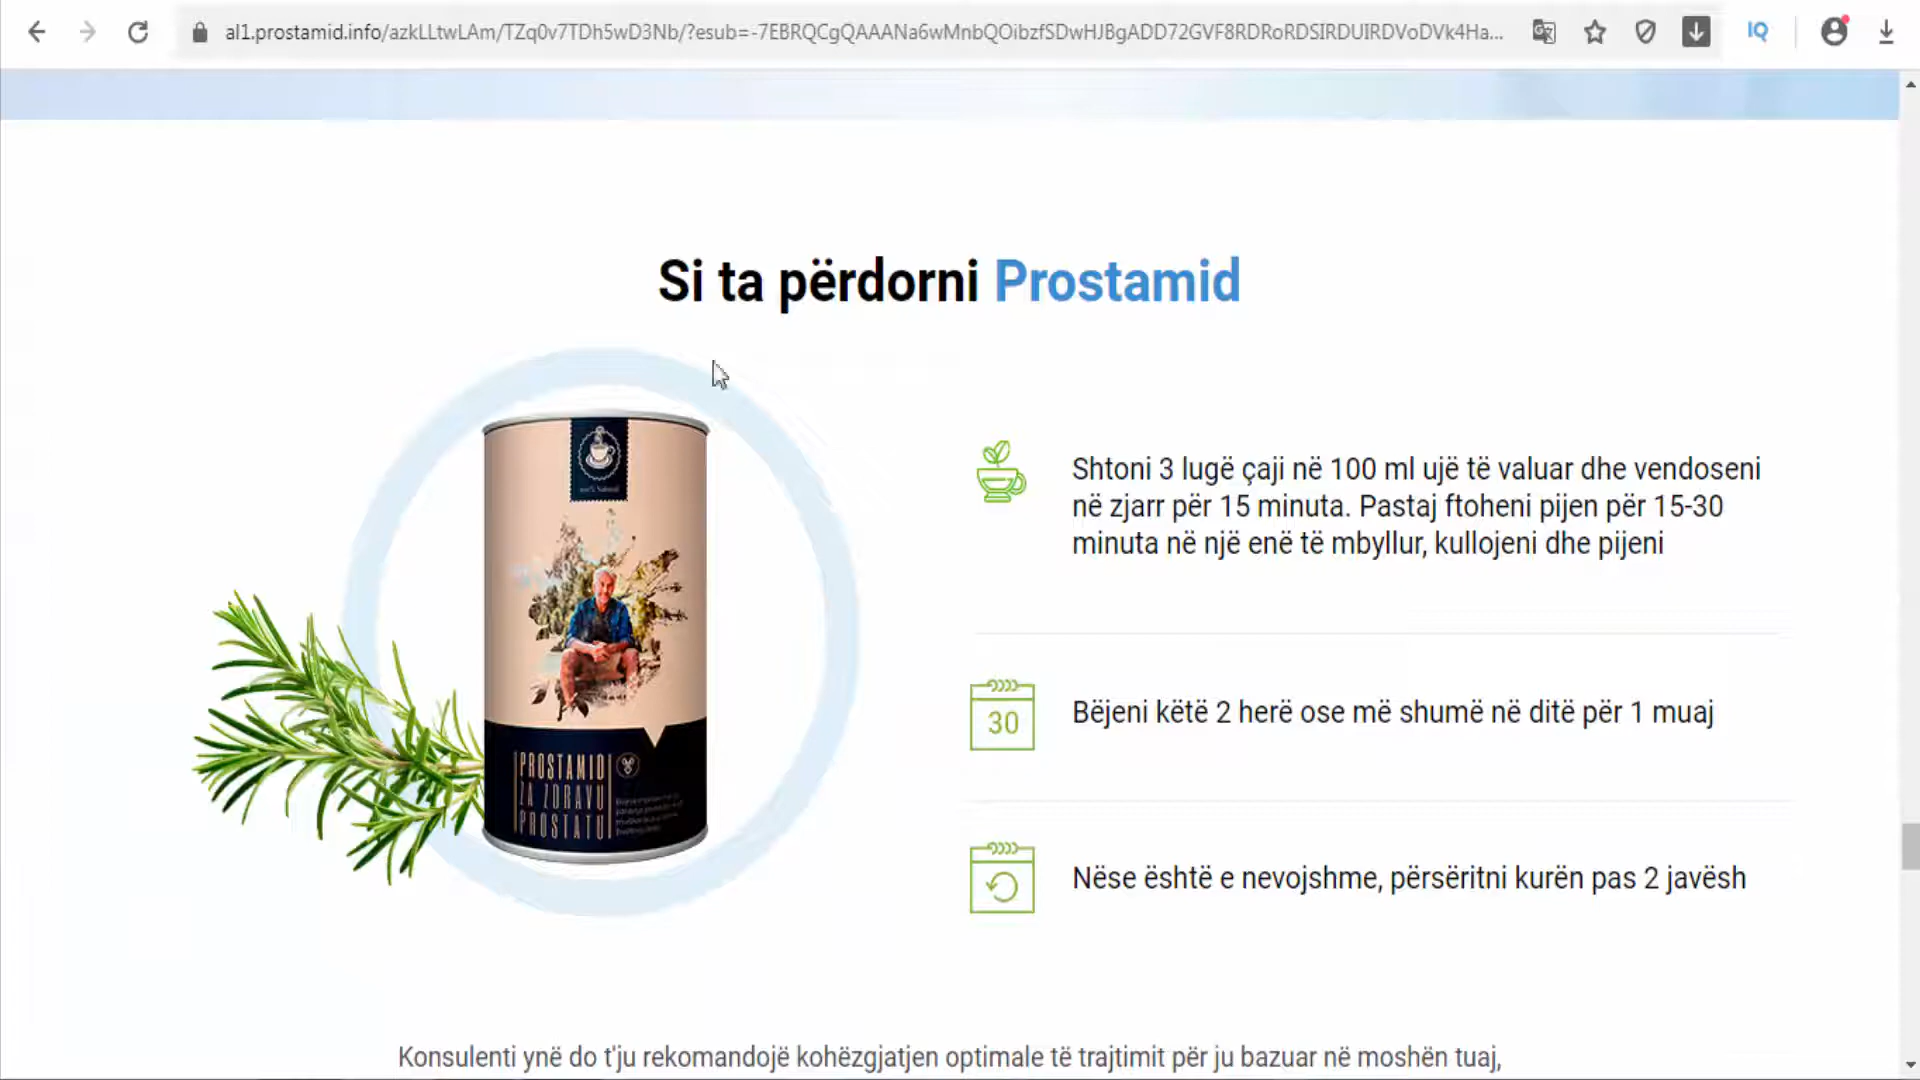 al1.prostamid.info/azkLLtwLAm/TZq0v7TDh5wD3Nb/?esub=-7EBRQCgQAAANa6wMnbQOibzfSDwHJBgADD72GVF8RDRoRDSIRDUIRDVoDVk4Ha...
IQ
Si ta përdorni Prostamid
100% Natural
Shtoni 3 lugë çaji në 100 ml ujë të valuar dhe vendoseni
në zjarr për 15 minuta. Pastaj ftoheni pijen për 15-30
minuta në një enë të mbyllur, kullojeni dhe pijeni
30
Bëjeni këtë 2 herë ose më shumë në ditë për 1 muaj
PROSTAMID
ZA ZDRAVU
PROSTATU
Nëse është e nevojshme, përsëritni kurën pas 2 javësh
Konsulenti ynë do t'ju rekomandojë kohëzgjatjen optimale të trajtimit për ju bazuar në moshën tuaj,